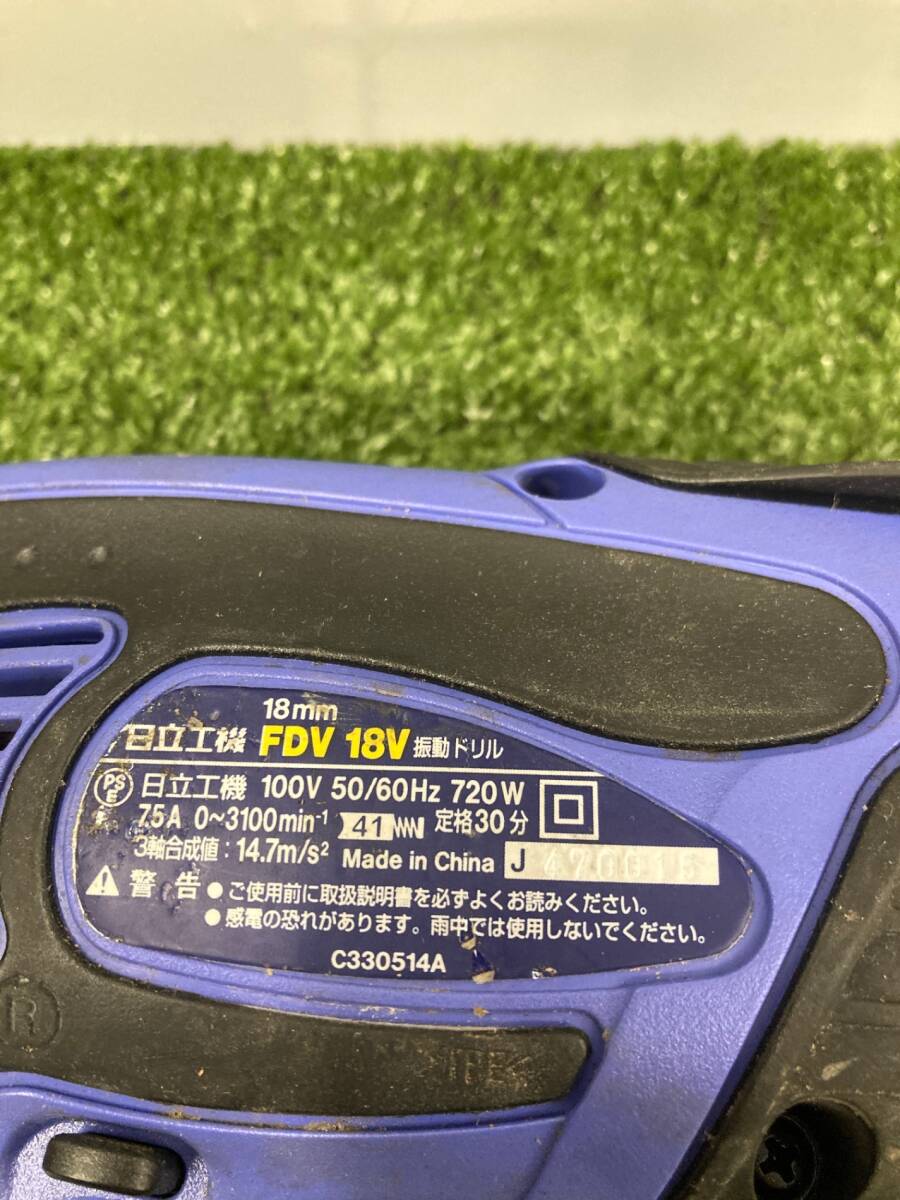 18mm
日立工機 FDV 18V 振動ドリル
PSE 日立工機 100V 50/60Hz 720W
7.5A 0~3100min⁻¹ 41 定格30分
3軸合成値：14.7m/s² Made in China J
警告 ●ご使用前に取扱説明書を必ずよくお読みください。
●感電の恐れがあります。雨中では使用しないでください。
C330514A
R